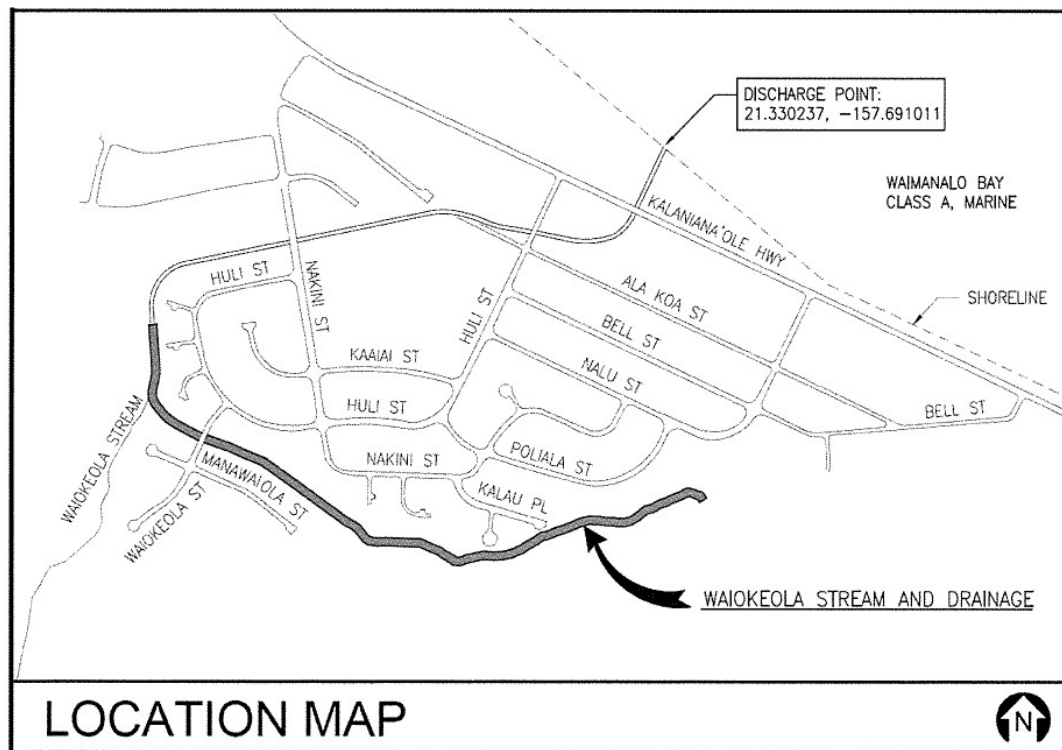 DISCHARGE POINT:
21.330237, -157.691011
WAIMANALO BAY
CLASS A, MARINE
KALANIANA'OLE HWY
SHORELINE
HULI ST
NAKINI ST
HULI ST
ALA KOA ST
BELL ST
NALU ST
KAAIAI ST
HULI ST
BELL ST
WAIOKEOLA STREAM
MANAWAIOLA ST
WAIOKEOLA ST
NAKINI ST
POLIALA ST
KALAU PL
WAIOKEOLA STREAM AND DRAINAGE
LOCATION MAP
N